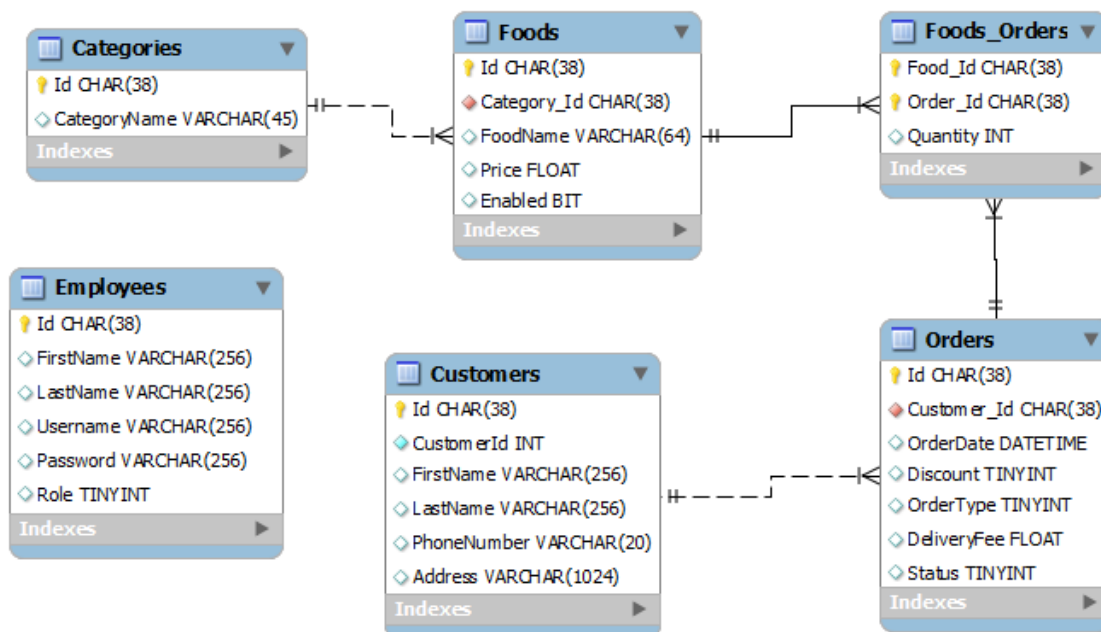 Categories
Id CHAR(38)
CategoryName VARCHAR(45)
Indexes
Foods
Id CHAR(38)
Category_Id CHAR(38)
FoodName VARCHAR(64)
Price FLOAT
Enabled BIT
Indexes
Foods_Orders
Food_Id CHAR(38)
Order_Id CHAR(38)
Quantity INT
Indexes
Employees
Id CHAR(38)
FirstName VARCHAR(256)
LastName VARCHAR(256)
Username VARCHAR(256)
Password VARCHAR(256)
Role TINYINT
Indexes
Customers
Id CHAR(38)
CustomerId INT
FirstName VARCHAR(256)
LastName VARCHAR(256)
PhoneNumber VARCHAR(20)
Address VARCHAR(1024)
Indexes
Orders
Id CHAR(38)
Customer_Id CHAR(38)
OrderDate DATETIME
Discount TINYINT
OrderType TINYINT
DeliveryFee FLOAT
Status TINYINT
Indexes